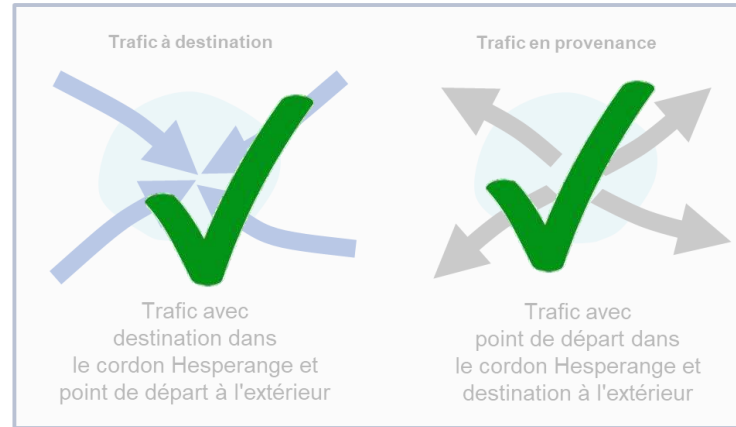 Trafic à destination
Trafic en provenance
Trafic avec
destination dans
le cordon Hesperange et
point de départ à l'extérieur
Trafic avec
point de départ dans
le cordon Hesperange et
destination à l'extérieur